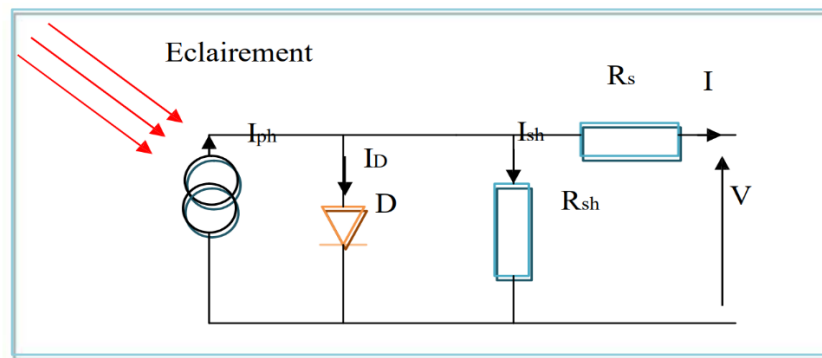 Eclairement
Rs
I
Iph
ID
Ish
D
Rsh
V